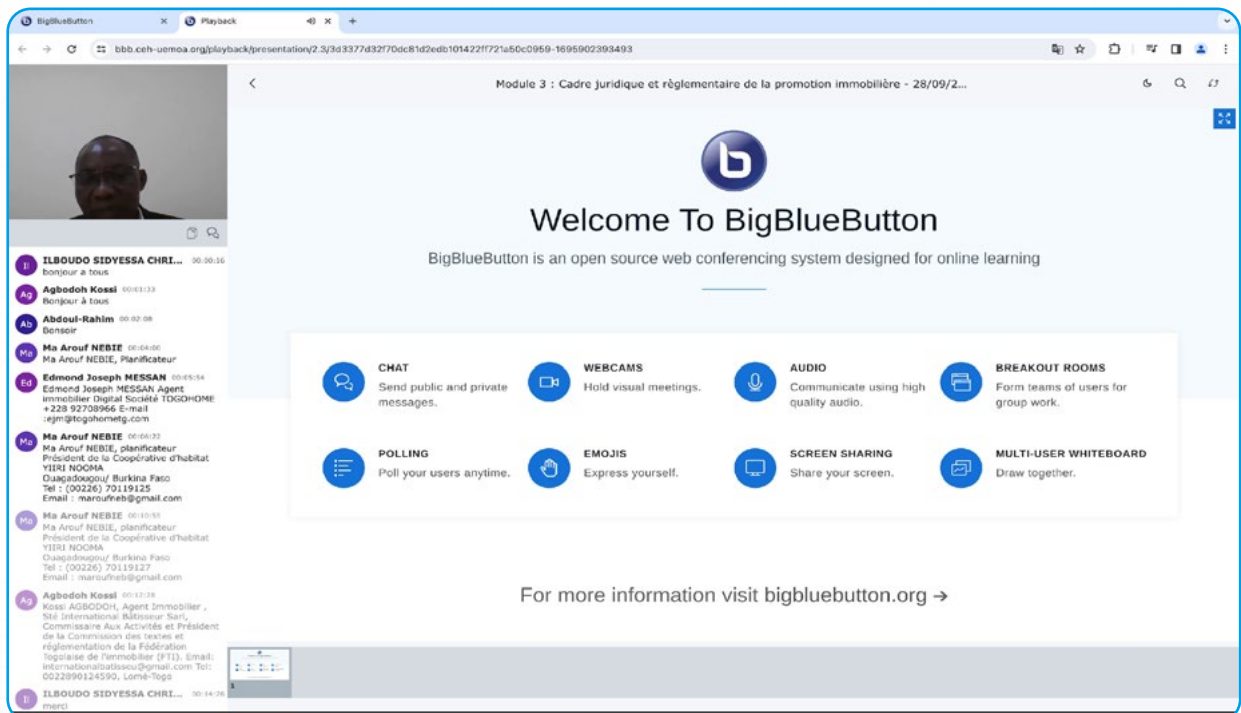 BigBlueButton
Playback
bbb.ceh-uemoa.org/playback/presentation/2.3/3d3377d32f70dc81d2edb101422ff721a50c0959-1695902393493
Module 3 : Cadre juridique et règlementaire de la promotion immobilière - 28/09/2...
b
Welcome To BigBlueButton
BigBlueButton is an open source web conferencing system designed for online learning
CHAT
Send public and private
messages.
WEBCAMS
Hold visual meetings.
AUDIO
Communicate using high
quality audio.
BREAKOUT ROOMS
Form teams of users for
group work.
POLLING
Poll your users anytime.
EMOJIS
Express yourself.
SCREEN SHARING
Share your screen.
MULTI-USER WHITEBOARD
Draw together.
For more information visit bigbluebutton.org →
1
Il
ILBOUDO SIDYESSA CHRI... 00:00:16
bonjour a tous
Ag
Agbodoh Kossi 00:01:33
Bonjour à tous
Ab
Abdoul-Rahim 00:02:08
Bonsoir
Ma
Ma Arouf NEBIE 00:04:00
Ma Arouf NEBIE, Planificateur
Ed
Edmond Joseph MESSAN 00:05:54
Edmond Joseph MESSAN Agent
immobilier Digital Société TOGOHOME
+228 92708966 E-mail
:ejm@togohometg.com
Ma
Ma Arouf NEBIE 00:06:22
Ma Arouf NEBIE, planificateur
Président de la Coopérative d'habitat
YIIRI NOOMA
Ouagadougou/ Burkina Faso
Tel : (00226) 70119125
Email : maroufneb@gmail.com
Ma
Ma Arouf NEBIE
Ma Arouf NEBIE, planificateur
Président de la Coopérative d'habitat
YIIRI NOOMA
Ouagadougou/ Burkina Faso
Tel : (00226) 70119127
Email : maroufneb@gmail.com
Ag
Agbodoh Kossi 00:12:28
Kossi AGBODOH, Agent Immobilier ,
Sté International Bâtisseur Sarl,
Commissaire Aux Activités et Président
de la Commission des textes et
réglementation de la Fédération
Togolaise de l'immobilier (FTI). Email:
internationalbatisseu@gmail.com Tel:
0022890124590, Lomé-Togo
Il
ILBOUDO SIDYESSA CHRI...
merci